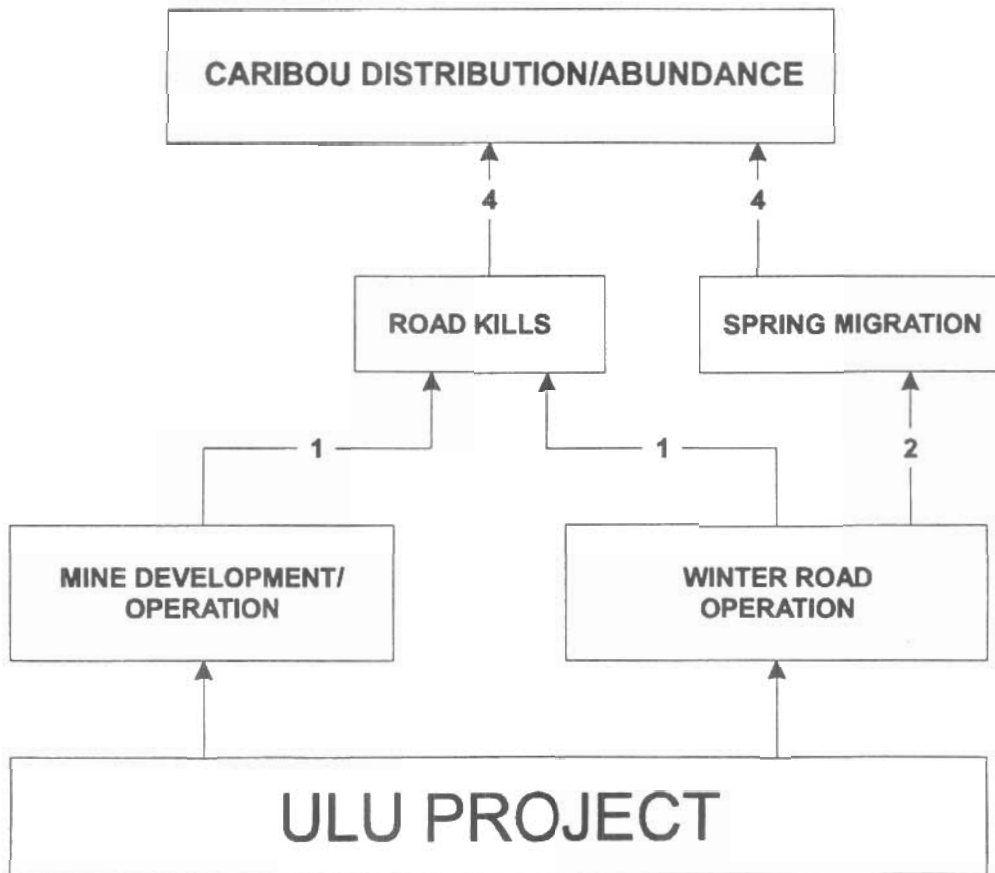 CARIBOU DISTRIBUTION/ABUNDANCE
4
4
ROAD KILLS
SPRING MIGRATION
1
1
2
MINE DEVELOPMENT/
OPERATION
WINTER ROAD
OPERATION
ULU PROJECT